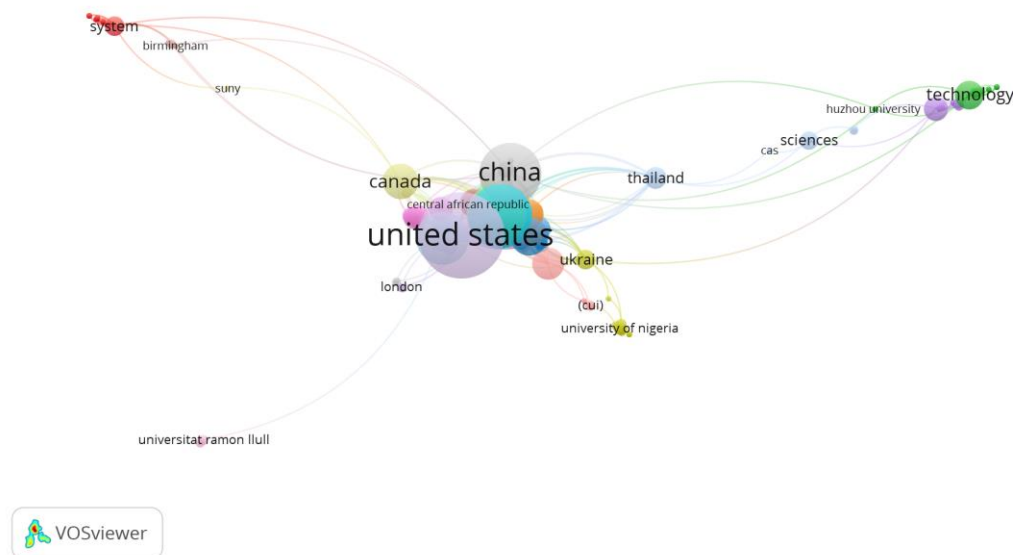 system
birmingham
suny
technology
huzhou university
sciences
cas
china
canada
thailand
central african republic
united states
ukraine
london
(cui)
university of nigeria
universitat ramon llull
VOSviewer